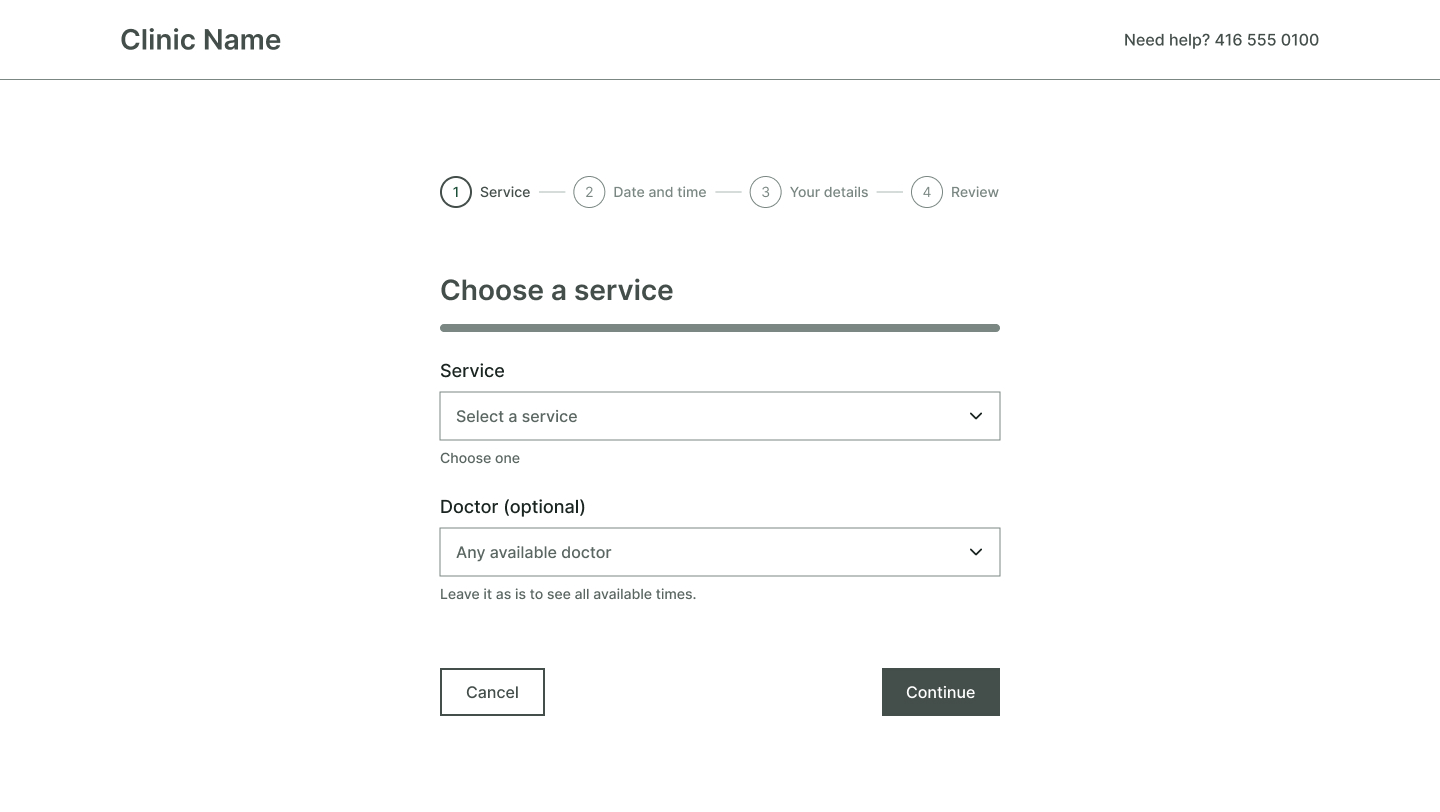 Clinic Name
Need help? 416 555 0100
1 Service 2 Date and time 3 Your details 4 Review
Choose a service
Service
Select a service
Choose one
Doctor (optional)
Any available doctor
Leave it as is to see all available times.
Cancel Continue